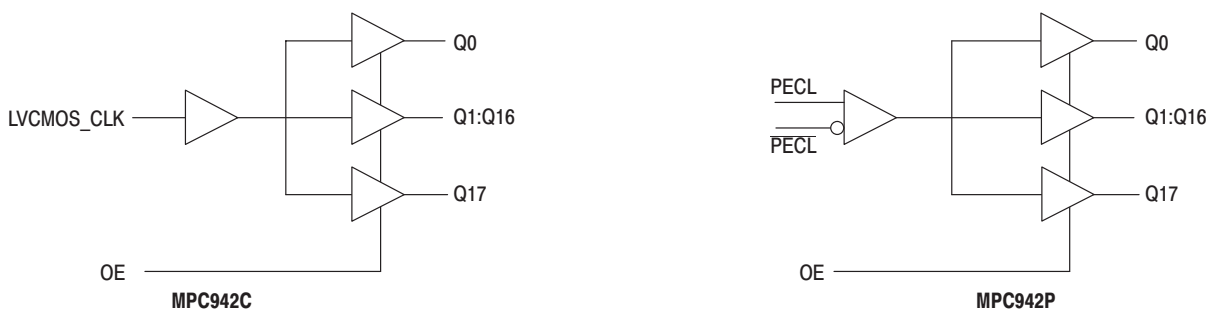 Q0
LVCMOS_CLK
Q1:Q16
Q17
OE
MPC942C
PECL
PECL
Q0
Q1:Q16
Q17
OE
MPC942P